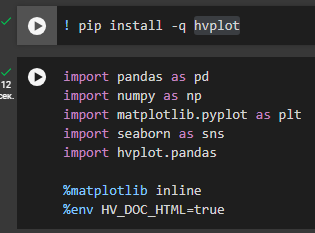 ! pip install -q hvplot
12
сек.
import pandas as pd
import numpy as np
import matplotlib.pyplot as plt
import seaborn as sns
import hvplot.pandas
%matplotlib inline
%env HV_DOC_HTML=true